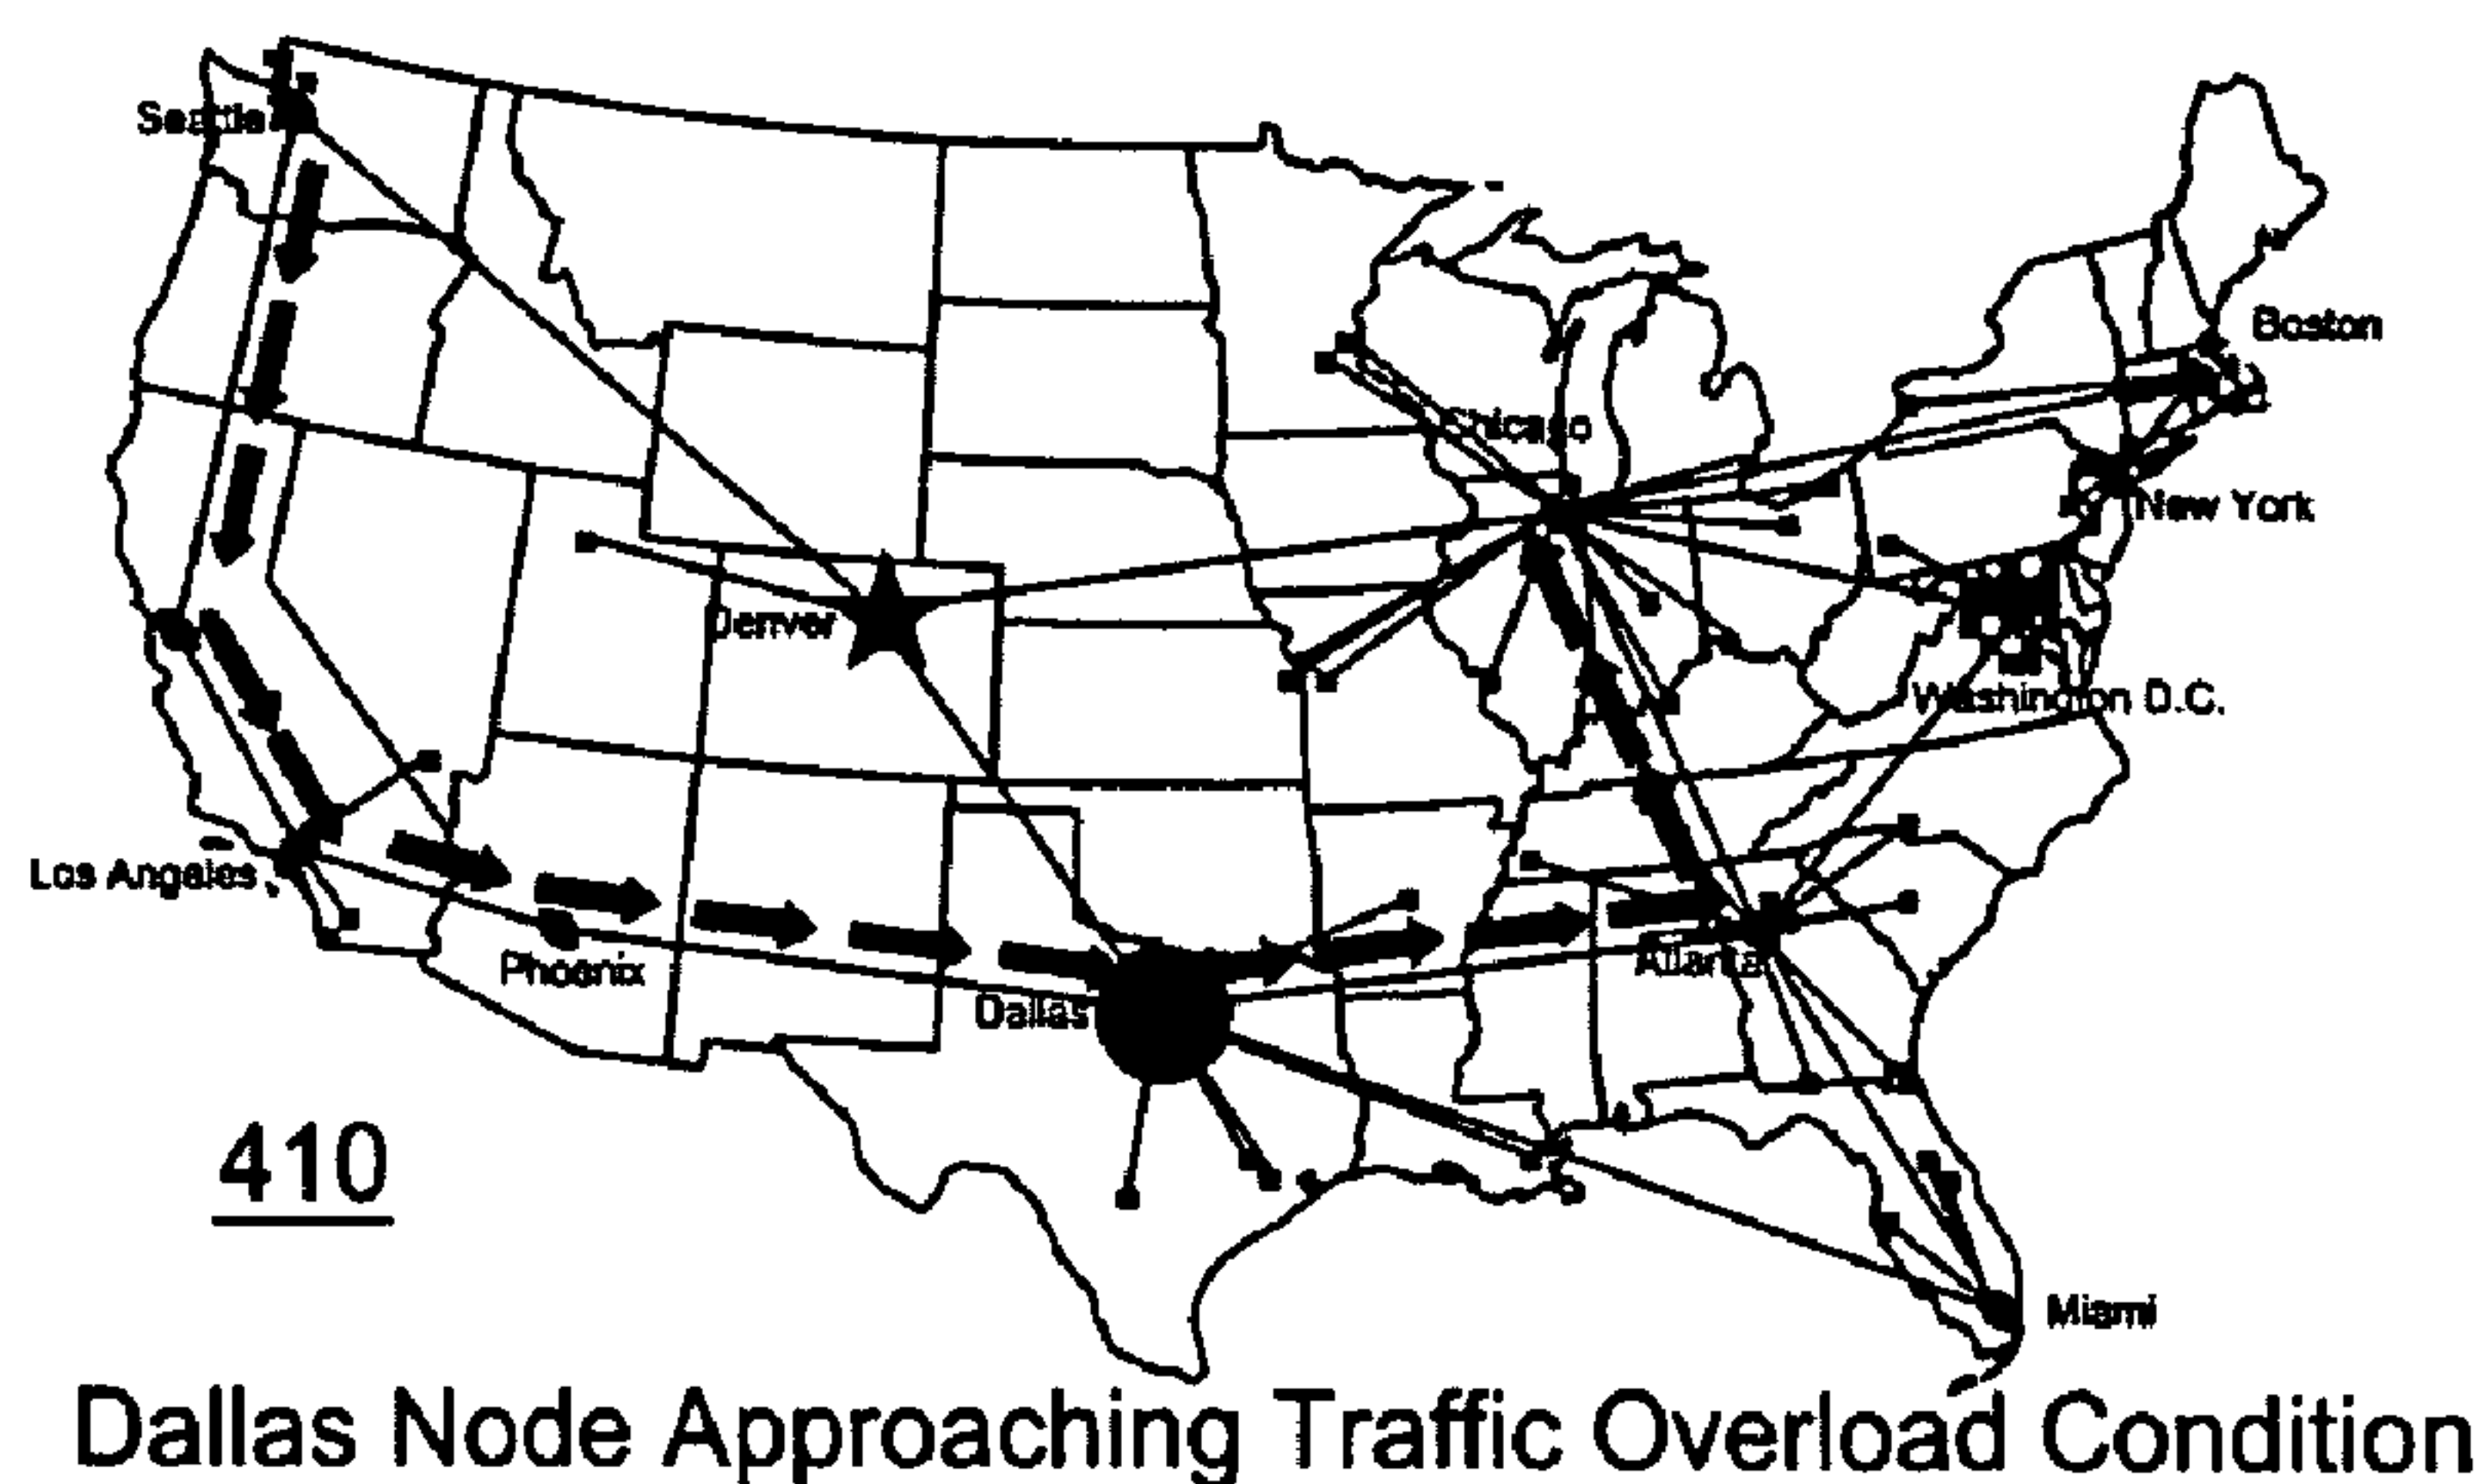 Seattle
Boston
Chicago
New York
Denver
Washington D.C.
Los Angeles
Phoenix
Atlanta
Dallas
410
Miami
Dallas Node Approaching Traffic Overload Condition